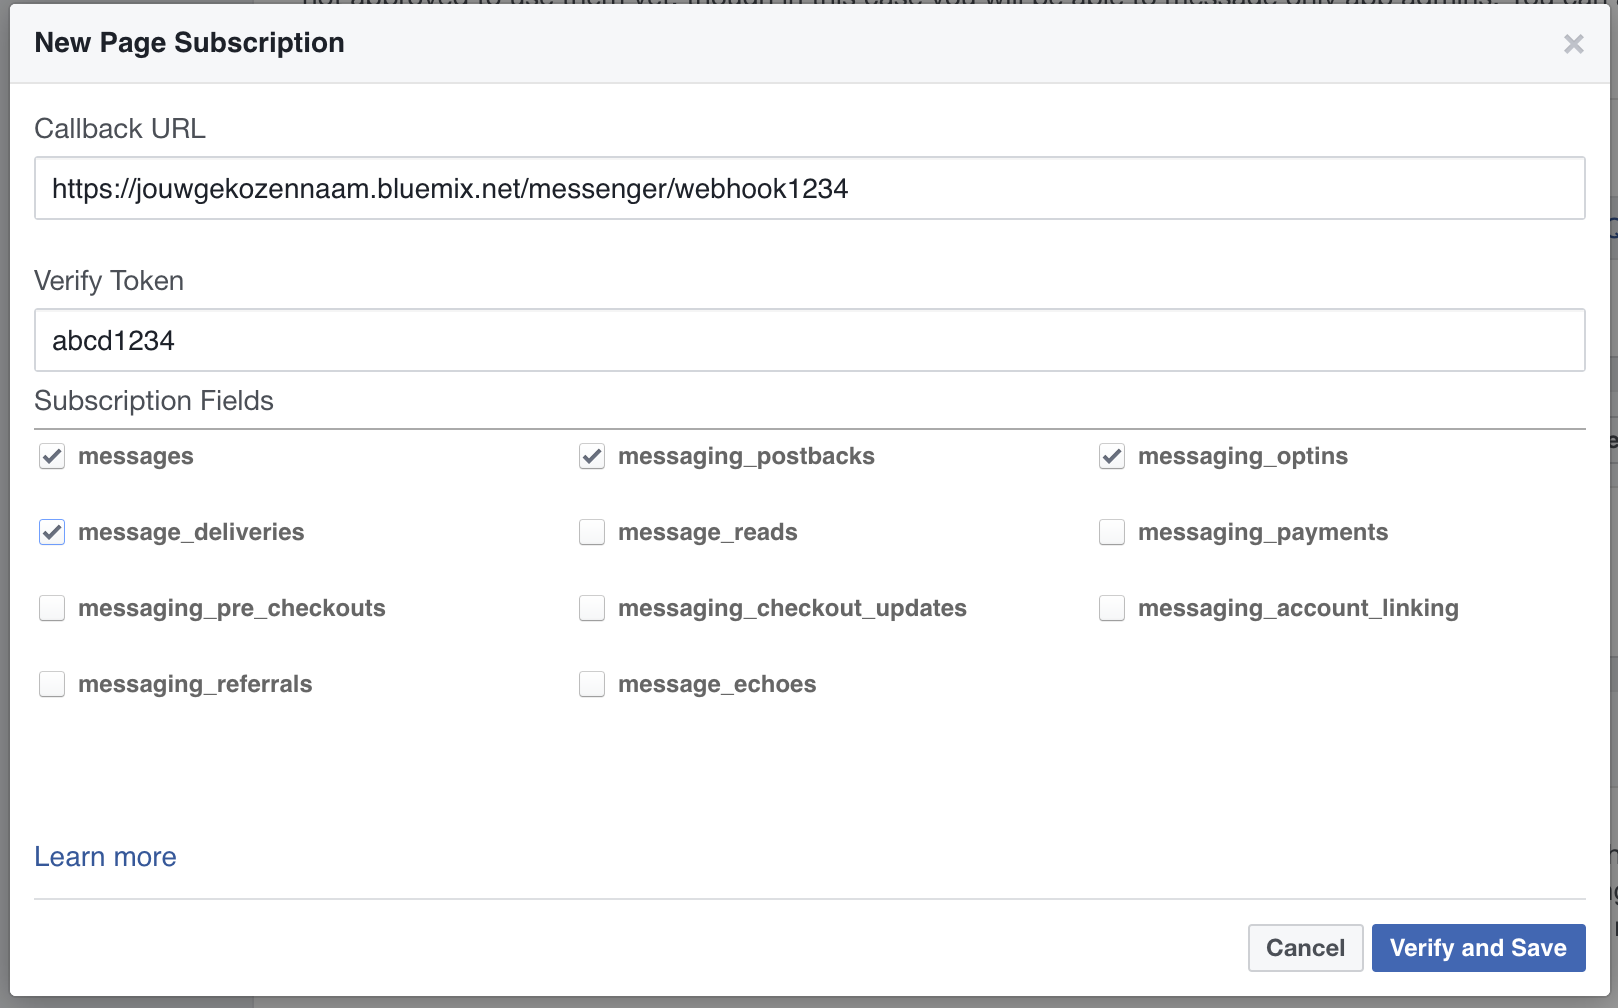 New Page Subscription
Callback URL
https://jouwgekozennaam.bluemix.net/messenger/webhook1234
Verify Token
abcd1234
Subscription Fields
messages messaging_postbacks messaging_optins
message_deliveries message_reads messaging_payments
messaging_pre_checkouts messaging_checkout_updates messaging_account_linking
messaging_referrals message_echoes
Learn more
Cancel Verify and Save